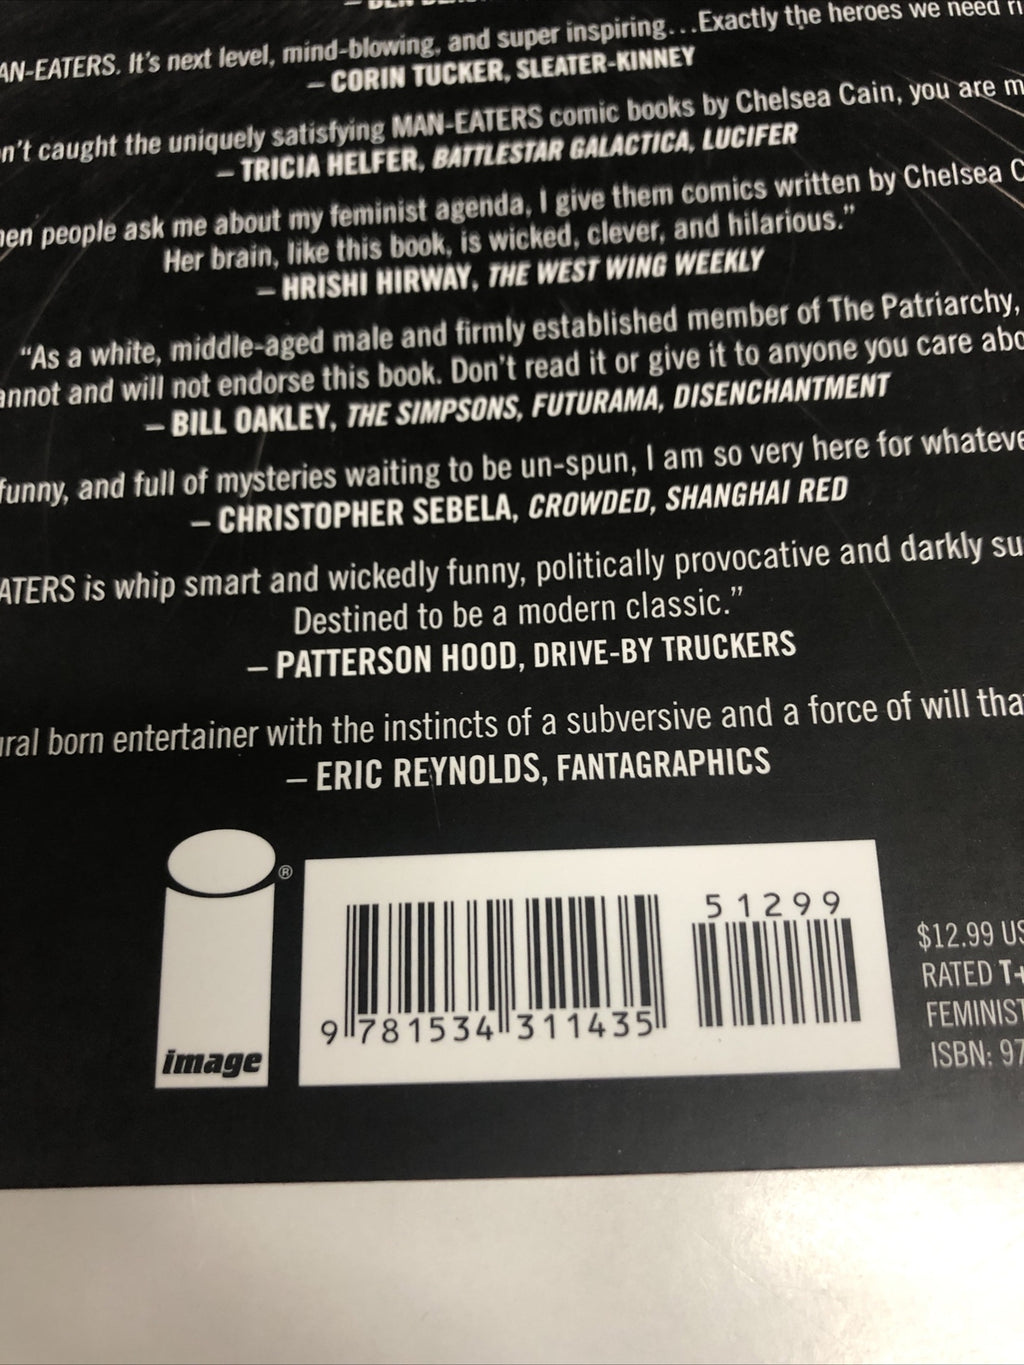 AN-EATERS. It's next level, mind-blowing, and super inspiring...Exactly the heroes we need
– CORIN TUCKER, SLEATER-KINNEY
n't caught the uniquely satisfying MAN-EATERS comic books by Chelsea Cain, you are m
– TRICIA HELFER, BATTLESTAR GALACTICA, LUCIFER
en people ask me about my feminist agenda, I give them comics written by Chelsea C
Her brain, like this book, is wicked, clever, and hilarious.”
– HRISHI HIRWAY, THE WEST WING WEEKLY
“As a white, middle-aged male and firmly established member of The Patriarchy,
annot and will not endorse this book. Don't read it or give it to anyone you care abo
– BILL OAKLEY, THE SIMPSONS, FUTURAMA, DISENCHANTMENT
funny, and full of mysteries waiting to be un-spun, I am so very here for whateve
– CHRISTOPHER SEBELA, CROWDED, SHANGHAI RED
ATERS is whip smart and wickedly funny, politically provocative and darkly su
Destined to be a modern classic.”
– PATTERSON HOOD, DRIVE-BY TRUCKERS
ural born entertainer with the instincts of a subversive and a force of will tha
– ERIC REYNOLDS, FANTAGRAPHICS
®
image
51299
9 781534 311435
$12.99 US
RATED T+
FEMINIST
ISBN: 97